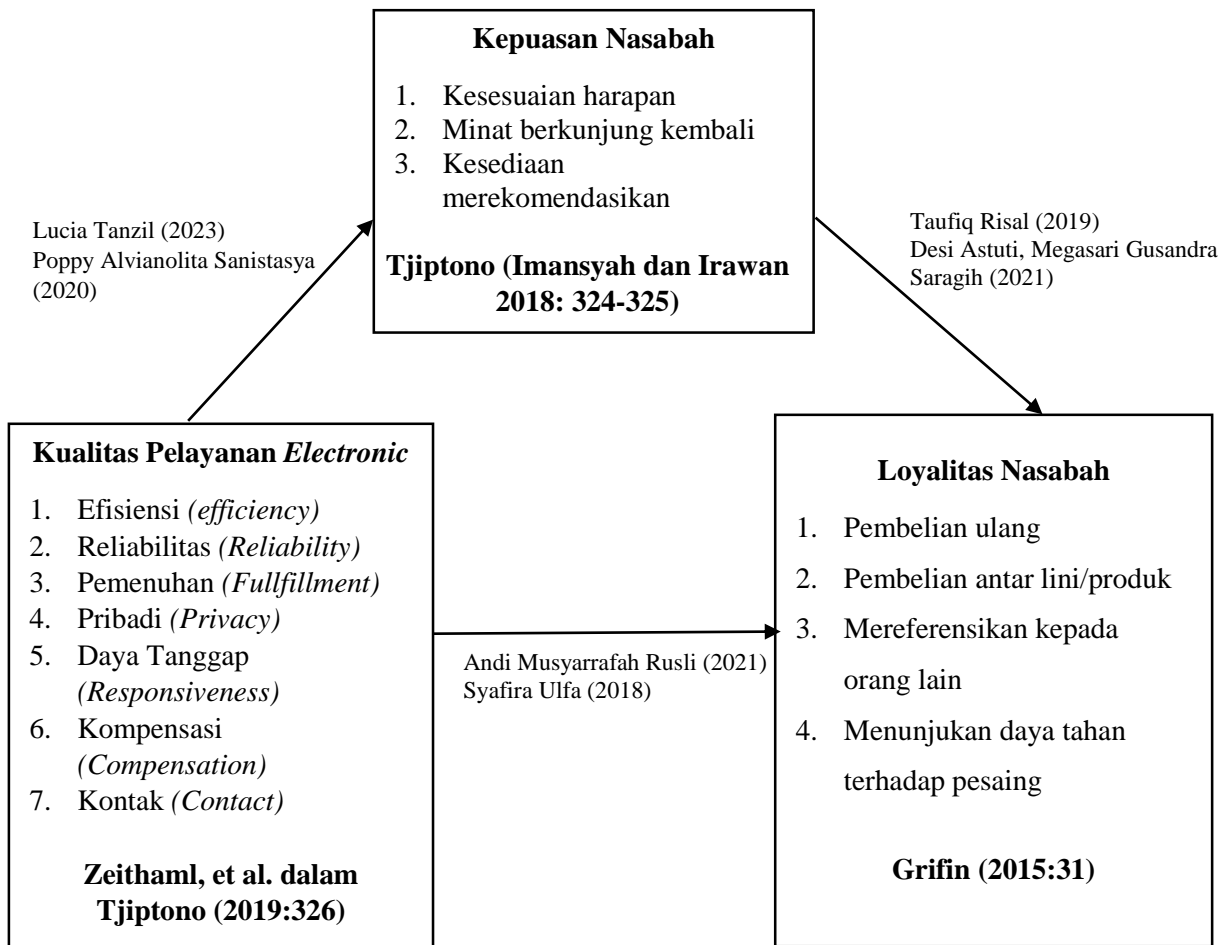 Kepuasan Nasabah
1. Kesesuaian harapan
2. Minat berkunjung kembali
3. Kesediaan
merekomendasikan
Tjiptono (Imansyah dan Irawan
2018: 324-325)
Lucia Tanzil (2023)
Poppy Alvianolita Sanistasya
(2020)
Taufiq Risal (2019)
Desi Astuti, Megasari Gusandra
Saragih (2021)
Kualitas Pelayanan Electronic
1. Efisiensi (efficiency)
2. Reliabilitas (Reliability)
3. Pemenuhan (Fullfillment)
4. Pribadi (Privacy)
5. Daya Tanggap
(Responsiveness)
6. Kompensasi
(Compensation)
7. Kontak (Contact)
Zeithaml, et al. dalam
Tjiptono (2019:326)
Andi Musyarrafah Rusli (2021)
Syafira Ulfa (2018)
Loyalitas Nasabah
1. Pembelian ulang
2. Pembelian antar lini/produk
3. Mereferensikan kepada
orang lain
4. Menunjukan daya tahan
terhadap pesaing
Grifin (2015:31)